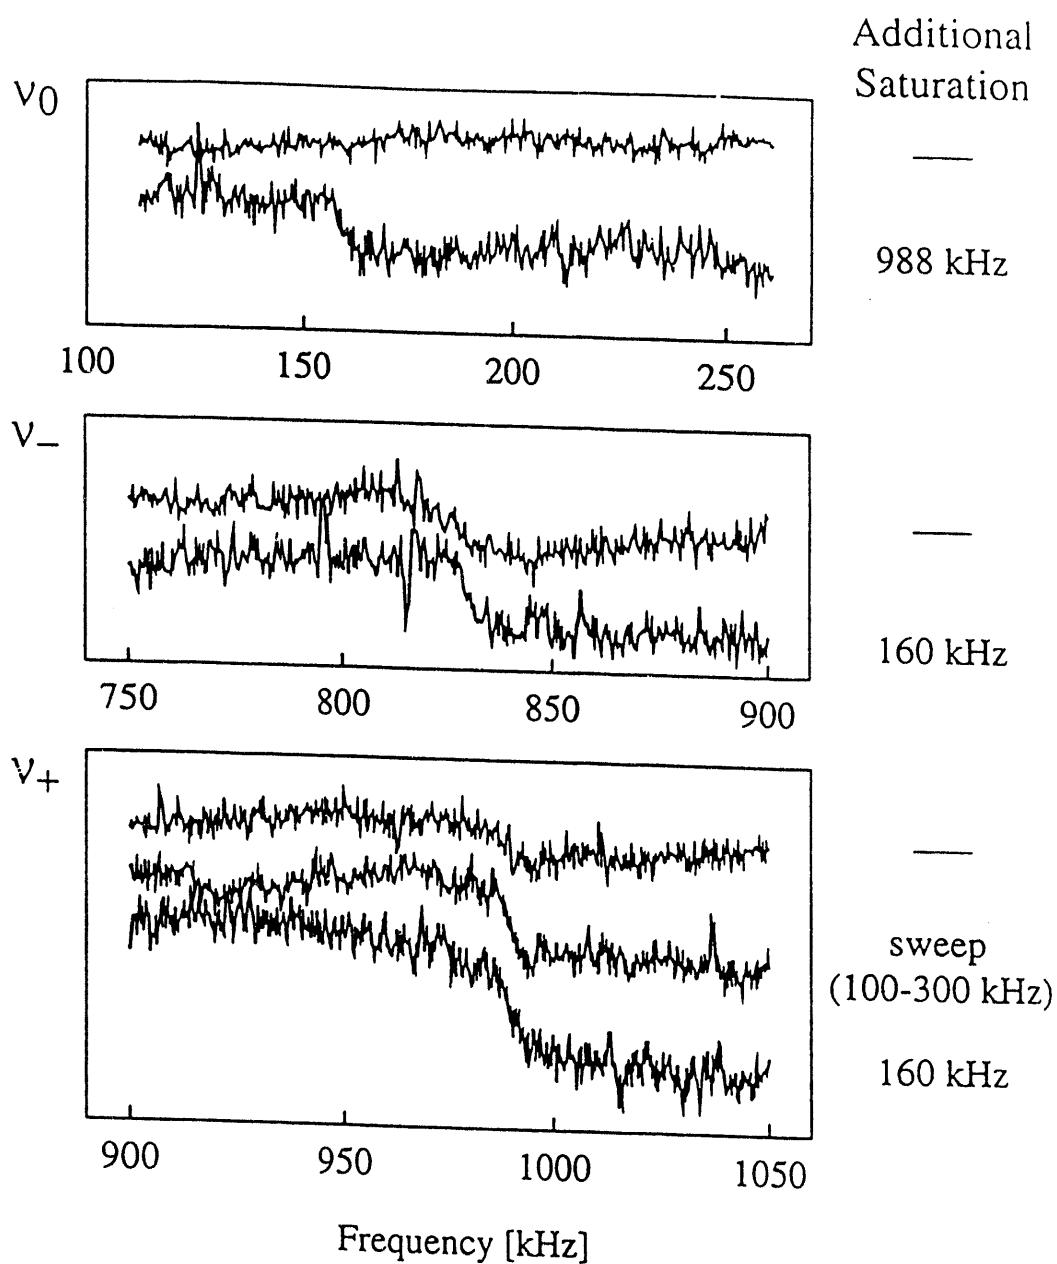 Additional
Saturation
ν0
—
988 kHz
100 150 200 250
ν−
—
160 kHz
750 800 850 900
ν+
—
sweep
(100-300 kHz)
160 kHz
900 950 1000 1050
Frequency [kHz]